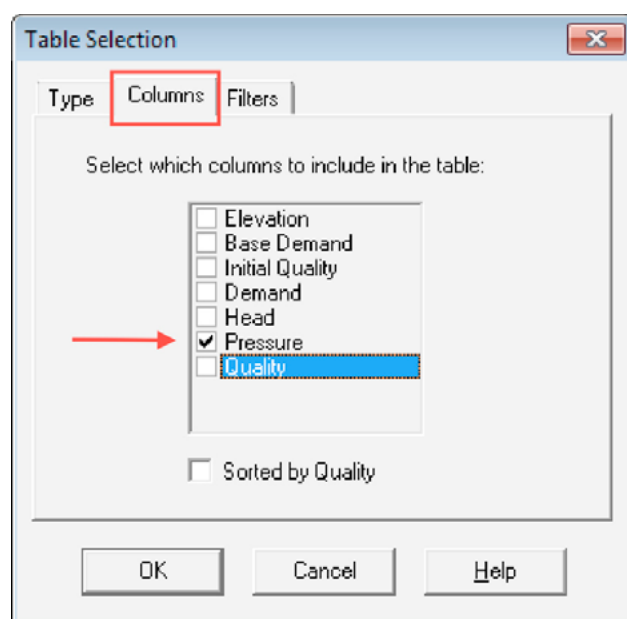 Table Selection
Type Columns Filters
Select which columns to include in the table:
Elevation
Base Demand
Initial Quality
Demand
Head
Pressure
Quality
Sorted by Quality
OK Cancel Help